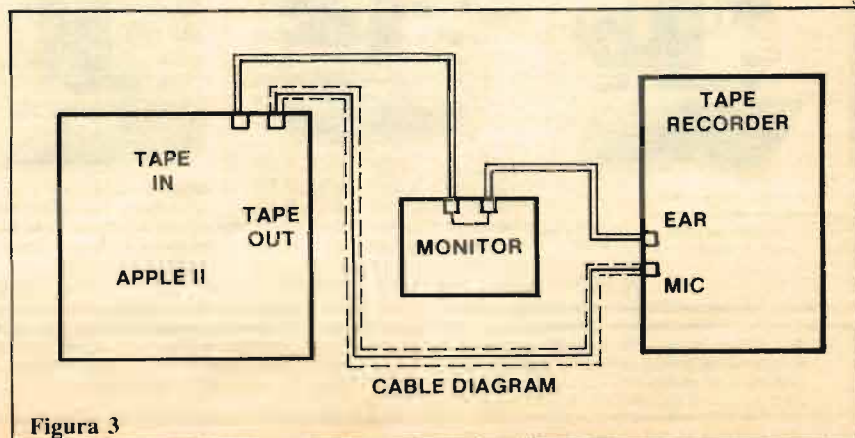 TAPE
IN
TAPE
OUT
APPLE II
MONITOR
TAPE
RECORDER
EAR
MIC
CABLE DIAGRAM
Figura 3